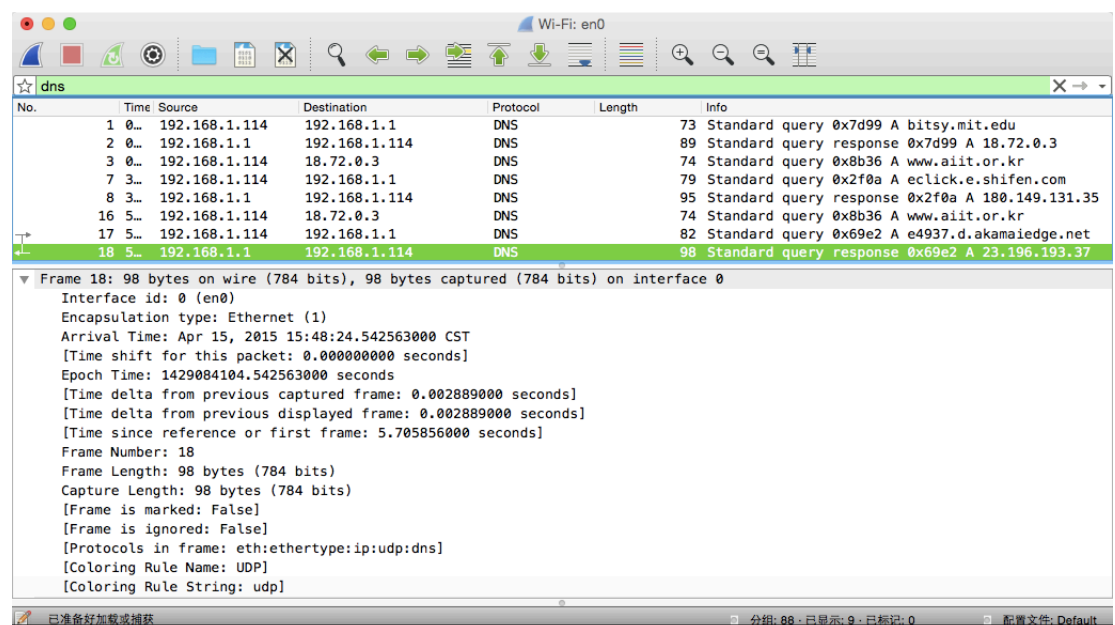 Wi-Fi: en0
dns
No. Time Source Destination Protocol Length Info
1 0… 192.168.1.114 192.168.1.1 DNS 73 Standard query 0x7d99 A bitsy.mit.edu
2 0… 192.168.1.1 192.168.1.114 DNS 89 Standard query response 0x7d99 A 18.72.0.3
3 0… 192.168.1.114 18.72.0.3 DNS 74 Standard query 0x8b36 A www.aiit.or.kr
7 3… 192.168.1.114 192.168.1.1 DNS 79 Standard query 0x2f0a A eclick.e.shifen.com
8 3… 192.168.1.1 192.168.1.114 DNS 95 Standard query response 0x2f0a A 180.149.131.35
16 5… 192.168.1.114 18.72.0.3 DNS 74 Standard query 0x8b36 A www.aiit.or.kr
17 5… 192.168.1.114 192.168.1.1 DNS 82 Standard query 0x69e2 A e4937.d.akamaiedge.net
18 5… 192.168.1.1 192.168.1.114 DNS 98 Standard query response 0x69e2 A 23.196.193.37
Frame 18: 98 bytes on wire (784 bits), 98 bytes captured (784 bits) on interface 0
Interface id: 0 (en0)
Encapsulation type: Ethernet (1)
Arrival Time: Apr 15, 2015 15:48:24.542563000 CST
[Time shift for this packet: 0.000000000 seconds]
Epoch Time: 1429084104.542563000 seconds
[Time delta from previous captured frame: 0.002889000 seconds]
[Time delta from previous displayed frame: 0.002889000 seconds]
[Time since reference or first frame: 5.705856000 seconds]
Frame Number: 18
Frame Length: 98 bytes (784 bits)
Capture Length: 98 bytes (784 bits)
[Frame is marked: False]
[Frame is ignored: False]
[Protocols in frame: eth:ethertype:ip:udp:dns]
[Coloring Rule Name: UDP]
[Coloring Rule String: udp]
已准备好加载或捕获 分组: 88 · 已显示: 9 · 已标记: 0 配置文件: Default